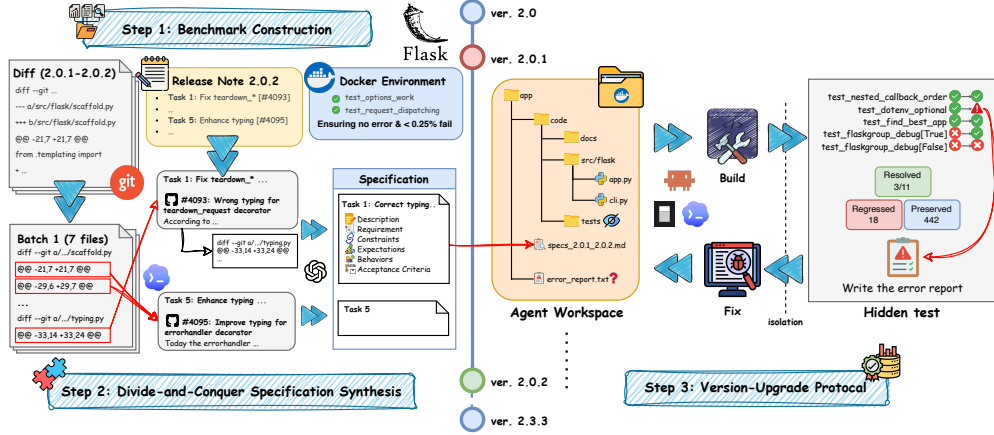 Step 1: Benchmark Construction
Flask
Diff (2.0.1-2.0.2)
diff --git ...
--- a/src/flask/scaffold.py
+++ b/src/flask/scaffold.py
@@ -21,7 +21,7 @@
from .templating import
+ ...
git
Release Note 2.0.2
• Task 1: Fix teardown_* [#4093]
• ...
• Task 5: Enhance typing [#4095]
• ...
Docker Environment
test_options_work
test_request_dispatching
Ensuring no error & < 0.25% fail
Batch 1 (7 files)
diff --git a/.../scaffold.py
@@ -21,7 +21,7 @@
@@ -29,6 +29,7 @@
...
diff --git a/.../typing.py
@@ -33,14 +33,24 @@
Task 1: Fix teardown_* ...
#4093: Wrong typing for
teardown_request decorator
According to ...
diff --git a/.../typing.py
@@ -33,14 +33,24 @@
...
Task 5: Enhance typing ...
#4095: Improve typing for
errorhandler decorator
Today the errorhandler ...
Specification
Task 1: Correct typing..
Description
Requirement
Constraints
Expectations
Behaviors
Acceptance Criteria
Task 5
Step 2: Divide-and-Conquer Specification Synthesis
ver. 2.0
ver. 2.0.1
ver. 2.0.2
ver. 2.3.3
app
code
docs
src/flask
app.py
cli.py
tests
specs_2.0.1_2.0.2.md
error_report.txt?
Agent Workspace
Build
Fix
isolation
test_nested_callback_order
test_dotenv_optional
test_find_best_app
test_flaskgroup_debug[True]
test_flaskgroup_debug[False]
Resolved
3/11
Regressed
18
Preserved
442
Write the error report
Hidden test
Step 3: Version-Upgrade Protocal